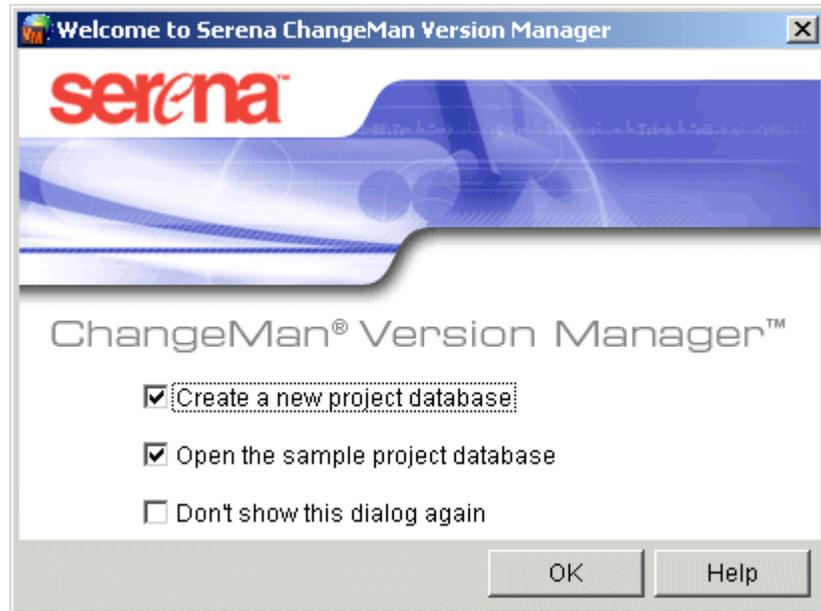 Welcome to Serena ChangeMan Version Manager
serena™
ChangeMan® Version Manager™
Create a new project database
Open the sample project database
Don't show this dialog again
OK
Help